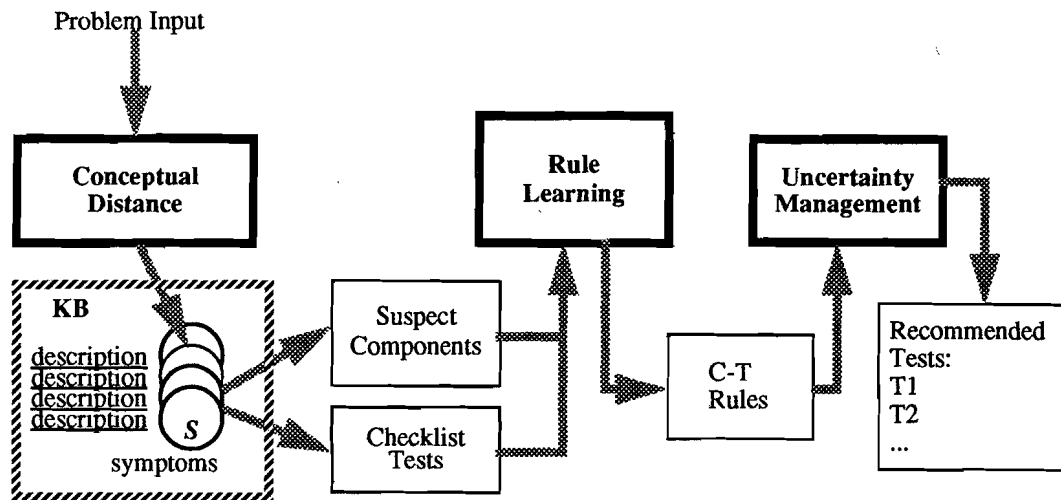 Problem Input
Conceptual
Distance
Rule
Learning
Uncertainty
Management
KB
description
description
description
description
S
symptoms
Suspect
Components
Checklist
Tests
C-T
Rules
Recommended
Tests:
T1
T2
...